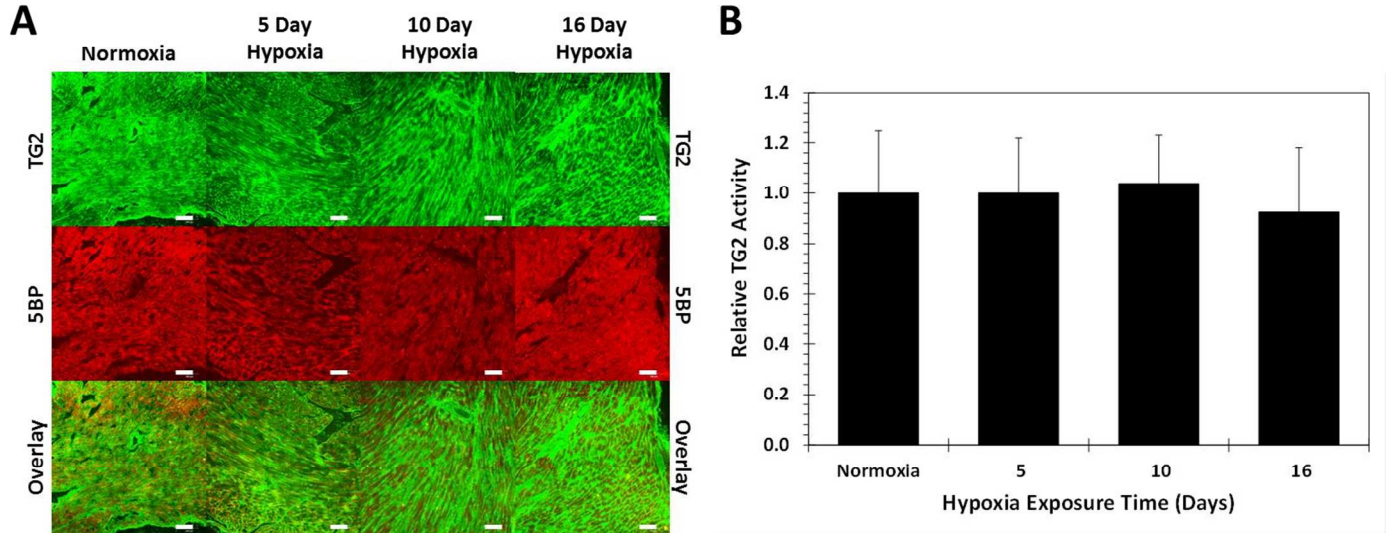 A
Normoxia
5 Day
Hypoxia
10 Day
Hypoxia
16 Day
Hypoxia
TG2
TG2
5BP
5BP
Overlay
Overlay
B
Relative TG2 Activity
1.4
1.2
1.0
0.8
0.6
0.4
0.2
0.0
Normoxia
5
10
16
Hypoxia Exposure Time (Days)